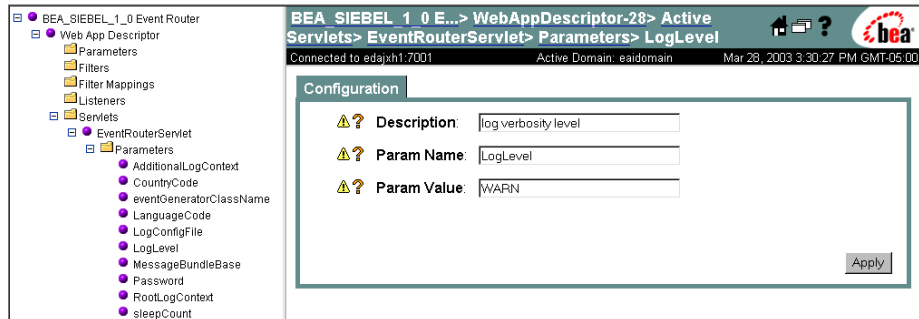 BEA_SIEBEL_1_0 Event Router
Web App Descriptor
Parameters
Filters
Filter Mappings
Listeners
Servlets
EventRouterServlet
Parameters
AdditionalLogContext
CountryCode
eventGeneratorClassName
LanguageCode
LogConfigFile
LogLevel
MessageBundleBase
Password
RootLogContext
sleepCount
BEA_SIEBEL_1_0 E...> WebAppDescriptor-28> Active
Servlets> EventRouterServlet> Parameters> LogLevel
?
bea
Connected to edajxh1:7001 Active Domain: eaidomain Mar 28, 2003 3:30:27 PM GMT-05:00
Configuration
? Description: log verbosity level
? Param Name: LogLevel
? Param Value: WARN
Apply